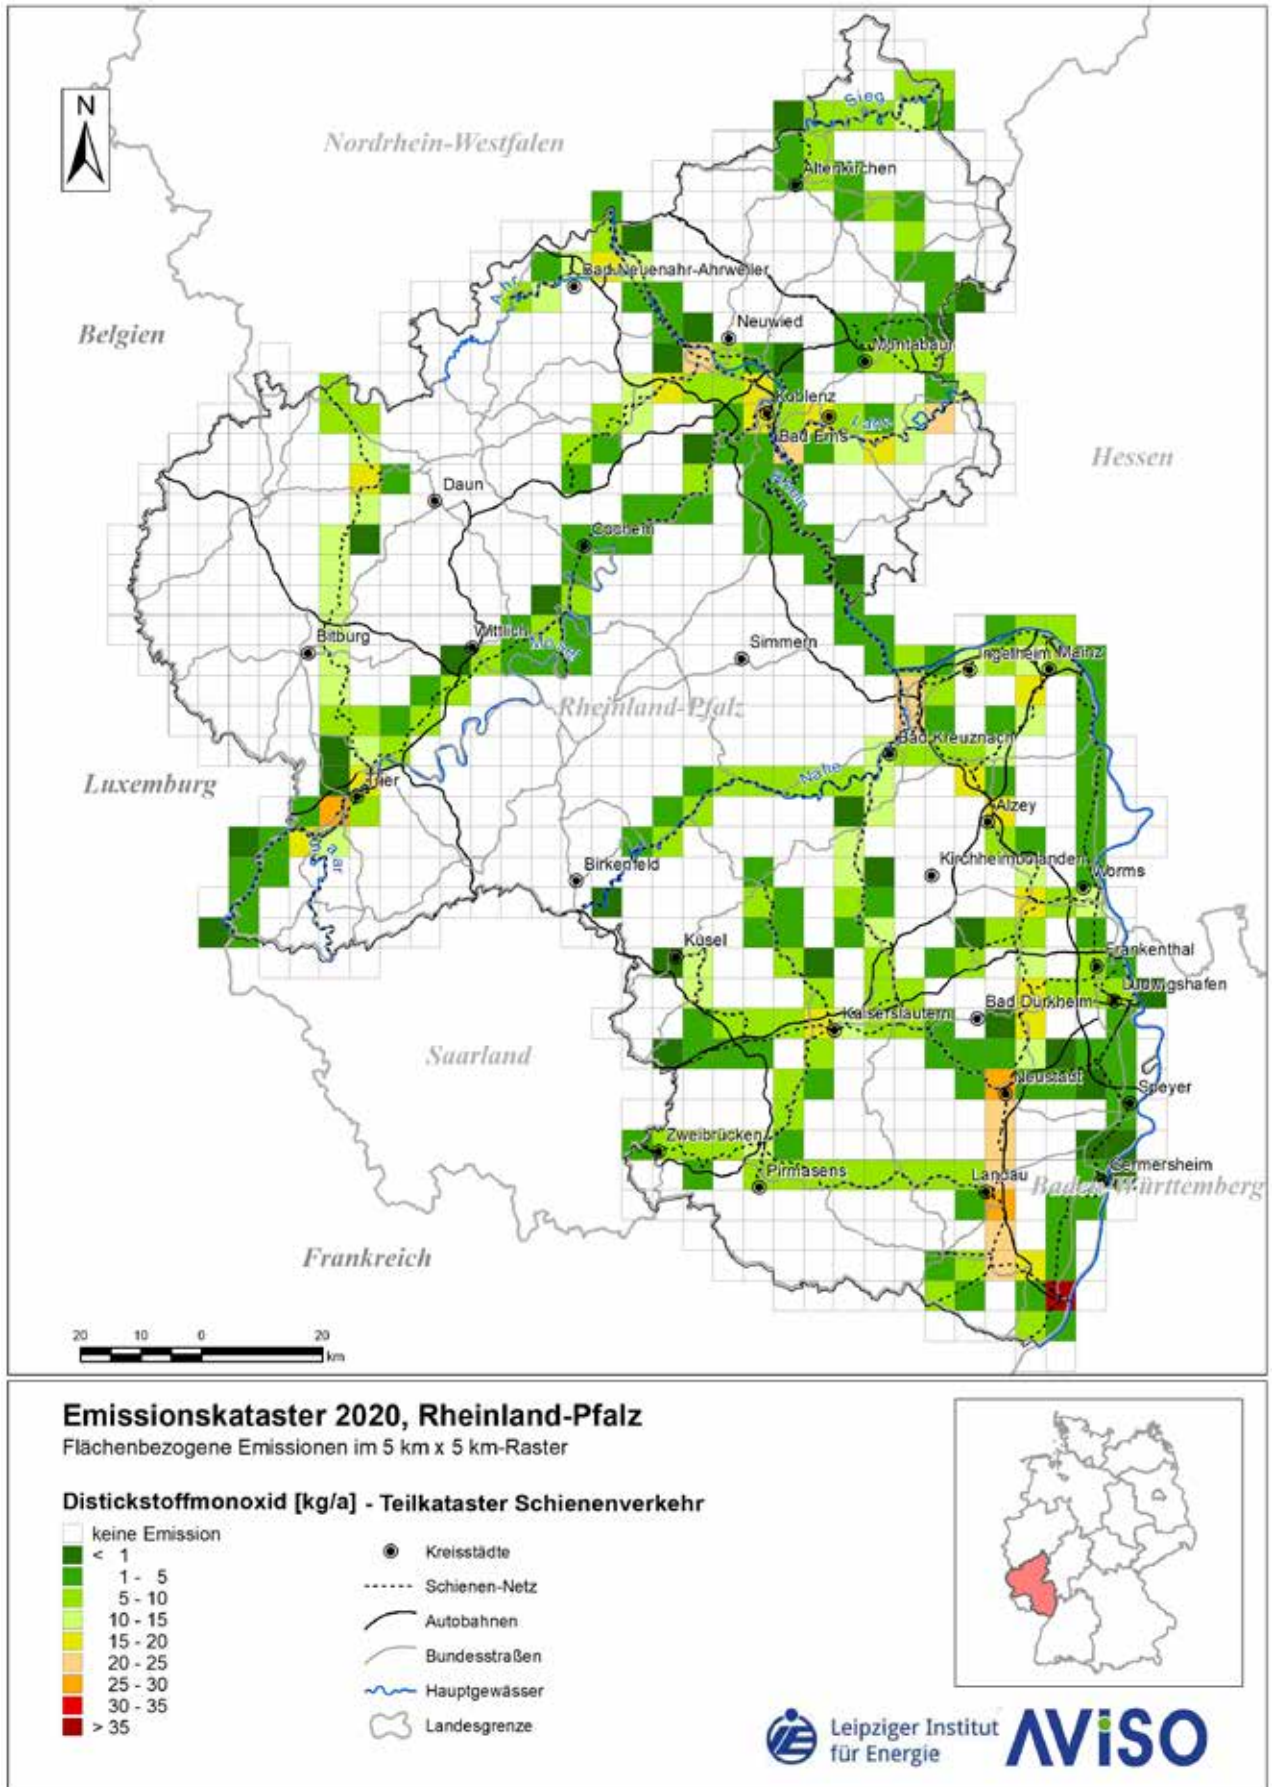 N
Nordrhein-Westfalen
Sieg
Altenkirchen
Ahr
Bad Neuenahr-Ahrweiler
Belgien
Neuwied
Montabaur
Koblenz
Lahn
Bad Ems
Hessen
Rhein
Daun
Cochem
Bitburg
Wittlich
Mosel
Simmern
Ingelheim
Mainz
Rheinland-Pfalz
Bad Kreuznach
Luxemburg
Trier
Nahe
Alzey
Saar
Birkenfeld
Kirchheimbolanden
Worms
Kusel
Frankenthal
Ludwigshafen
Bad Dürkheim
Kaiserslautern
Saarland
Neustadt
Speyer
Zweibrücken
Pirmasens
Germersheim
Landau
Baden-Württemberg
Frankreich
20 10 0 20
km
Emissionskataster 2020, Rheinland-Pfalz
Flächenbezogene Emissionen im 5 km x 5 km-Raster
Distickstoffmonoxid [kg/a] - Teilkataster Schienenverkehr
keine Emission
< 1
1 - 5
5 - 10
10 - 15
15 - 20
20 - 25
25 - 30
30 - 35
> 35
Kreisstädte
Schienen-Netz
Autobahnen
Bundesstraßen
Hauptgewässer
Landesgrenze
Leipziger Institut
für Energie
AViSO